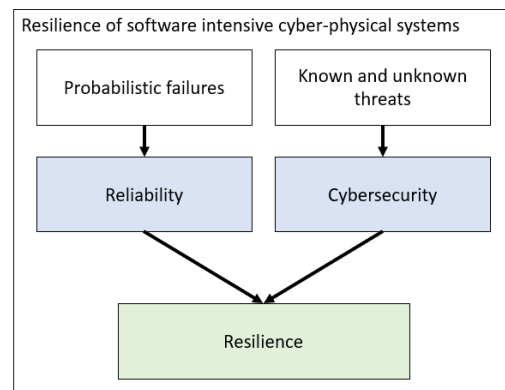 Resilience of software intensive cyber-physical systems
Probabilistic failures
Known and unknown
threats
Reliability
Cybersecurity
Resilience